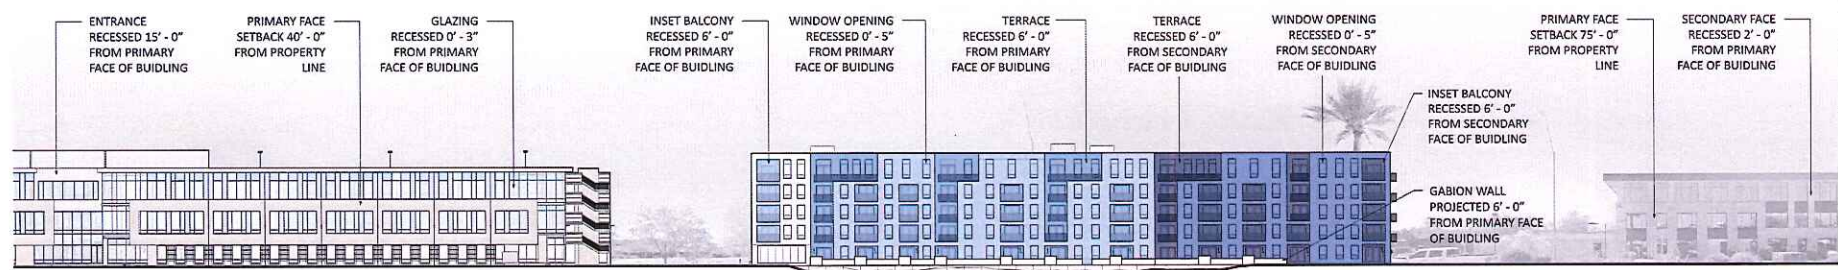 ENTRANCE
RECESSED 15' - 0"
FROM PRIMARY
FACE OF BUIDLING
PRIMARY FACE
SETBACK 40' - 0"
FROM PROPERTY
LINE
GLAZING
RECESSED 0' - 3"
FROM PRIMARY
FACE OF BUIDLING
INSET BALCONY
RECESSED 6' - 0"
FROM PRIMARY
FACE OF BUIDLING
WINDOW OPENING
RECESSED 0' - 5"
FROM PRIMARY
FACE OF BUIDLING
TERRACE
RECESSED 6' - 0"
FROM PRIMARY
FACE OF BUIDLING
TERRACE
RECESSED 6' - 0"
FROM SECONDARY
FACE OF BUIDLING
WINDOW OPENING
RECESSED 0' - 5"
FROM SECONDARY
FACE OF BUIDLING
INSET BALCONY
RECESSED 6' - 0"
FROM SECONDARY
FACE OF BUIDLING
GABION WALL
PROJECTED 6' - 0"
FROM PRIMARY FACE
OF BUIDLING
PRIMARY FACE
SETBACK 75' - 0"
FROM PROPERTY
LINE
SECONDARY FACE
RECESSED 2' - 0"
FROM PRIMARY
FACE OF BUIDLING